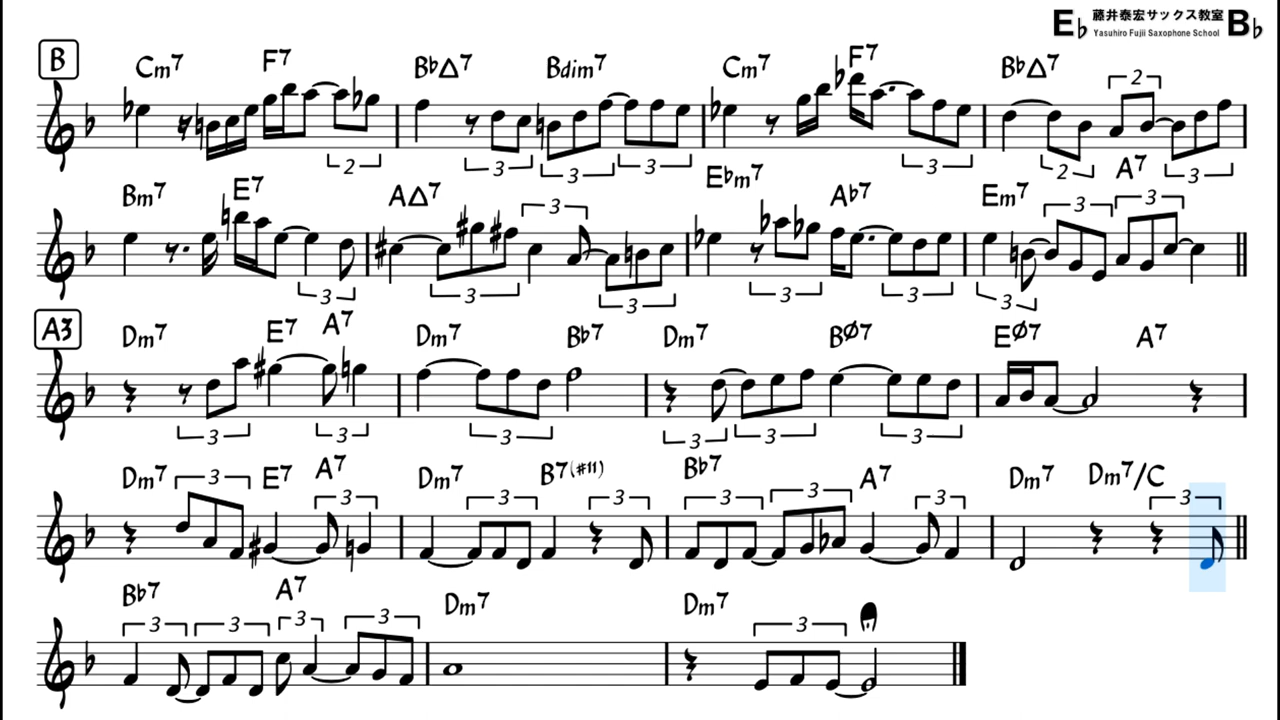 E♭ 藤井泰宏サックス教室 B♭
Yasuhiro Fujii Saxophone School
B Cm7 F7 B♭△7 Bdim7 Cm7 F7 B♭△7
2 3 3 3 3 2 2 3
Bm7 E7 A△7 E♭m7 A♭7 Em7 A7
3 3 3 3 3 3 3 3 3
A3 Dm7 E7 A7 Dm7 B♭7 Dm7 Bø7 Eø7 A7
3 3 3 3 3 3
Dm7 E7 A7 Dm7 B7(#11) B♭7 A7 Dm7 Dm7/C
3 3 3 3 3 3 3 3
B♭7 A7 Dm7 Dm7
3 3 3 3 3